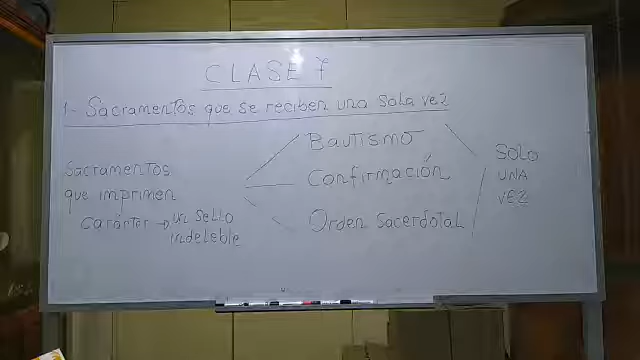 CLASE 7
1- Sacramentos que se reciben una sola vez
Bautismo
Sacramentos
que imprimen
carácter → un sello
indeleble
Confirmación
Orden Sacerdotal
SOLO
UNA
VEZ